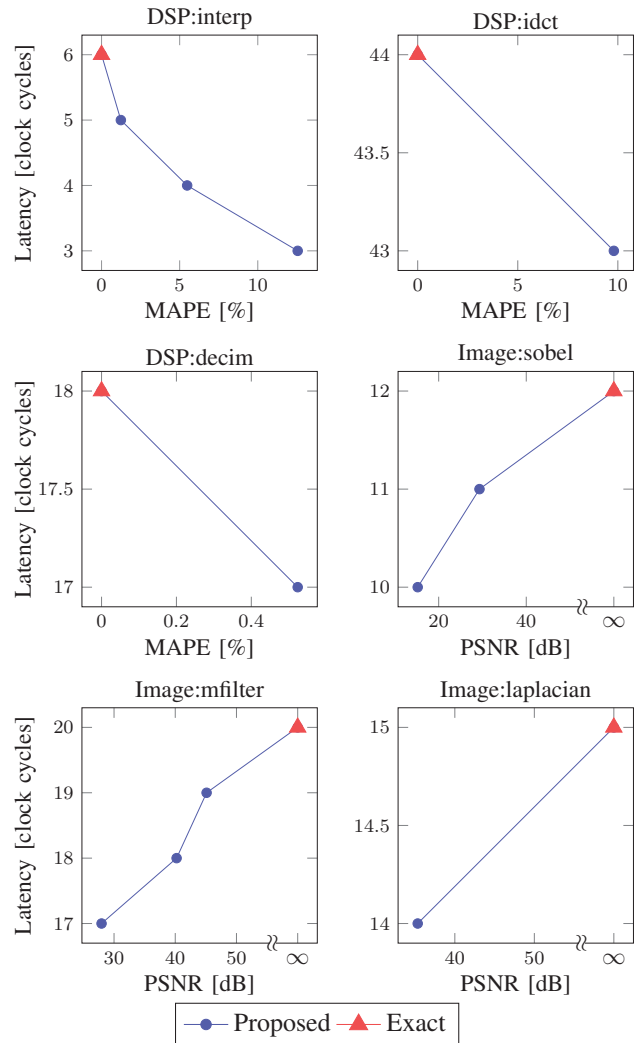 DSP:interp
DSP:idct
Latency [clock cycles]
6
5
4
3
0
5
10
MAPE [%]
44
43.5
43
0
5
10
MAPE [%]
DSP:decim
Image:sobel
Latency [clock cycles]
18
17.5
17
0
0.2
0.4
MAPE [%]
12
11
10
20
40
∞
PSNR [dB]
Image:mfilter
Image:laplacian
Latency [clock cycles]
20
19
18
17
30
40
50
∞
PSNR [dB]
15
14.5
14
40
50
∞
PSNR [dB]
Proposed
Exact